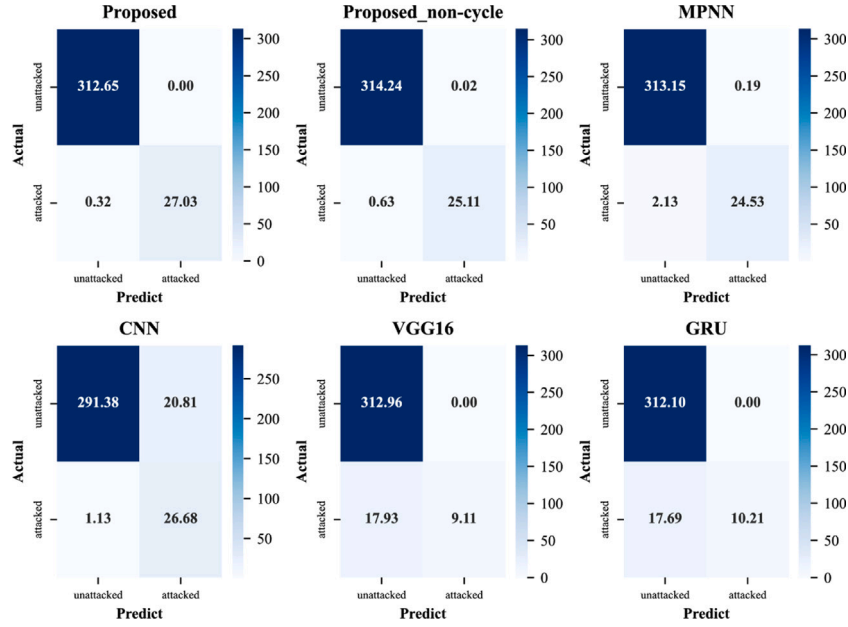 Proposed
Proposed_non-cycle
MPNN
Actual
unattacked
attacked
312.65 0.00
0.32 27.03
300
250
200
150
100
50
0
unattacked attacked
Predict
Actual
unattacked
attacked
314.24 0.02
0.63 25.11
300
250
200
150
100
50
unattacked attacked
Predict
Actual
unattacked
attacked
313.15 0.19
2.13 24.53
300
250
200
150
100
50
unattacked attacked
Predict
CNN
VGG16
GRU
Actual
unattacked
attacked
291.38 20.81
1.13 26.68
250
200
150
100
50
unattacked attacked
Predict
Actual
unattacked
attacked
312.96 0.00
17.93 9.11
300
250
200
150
100
50
0
unattacked attacked
Predict
Actual
unattacked
attacked
312.10 0.00
17.69 10.21
300
250
200
150
100
50
0
unattacked attacked
Predict